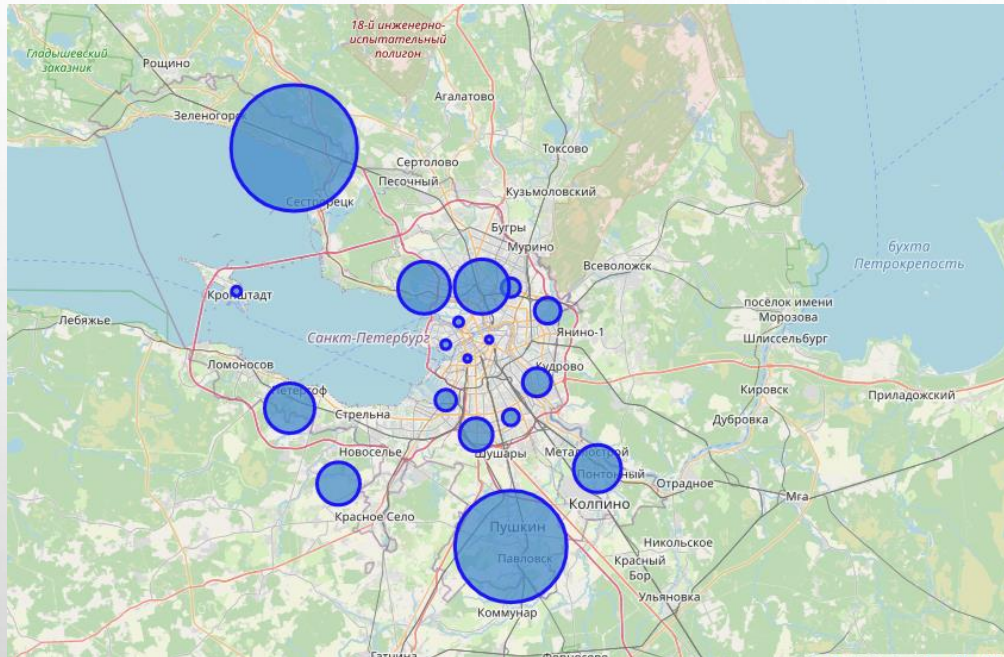 18-й инженерно-
испытательный
полигон
Гладышевский
заказник
Рощино
Агалатово
Зеленогорск
Токсово
Сертолово
Песочный
Кузьмоловский
Сестрорецк
Бугры
Мурино
бухта
Петрокрепость
Всеволожск
Кронштадт
посёлок имени
Морозова
Лебяжье
Санкт-Петербург
Янино-1
Шлиссельбург
Ломоносов
Кудрово
Петергоф
Кировск
Приладожский
Стрельна
Дубровка
Новоселье
Шушары
Металлострой
Понтонный
Отрадное
Мга
Колпино
Красное Село
Пушкин
Никольское
Павловск
Красный
Бор
Ульяновка
Коммунар
Гатчина
Форносово